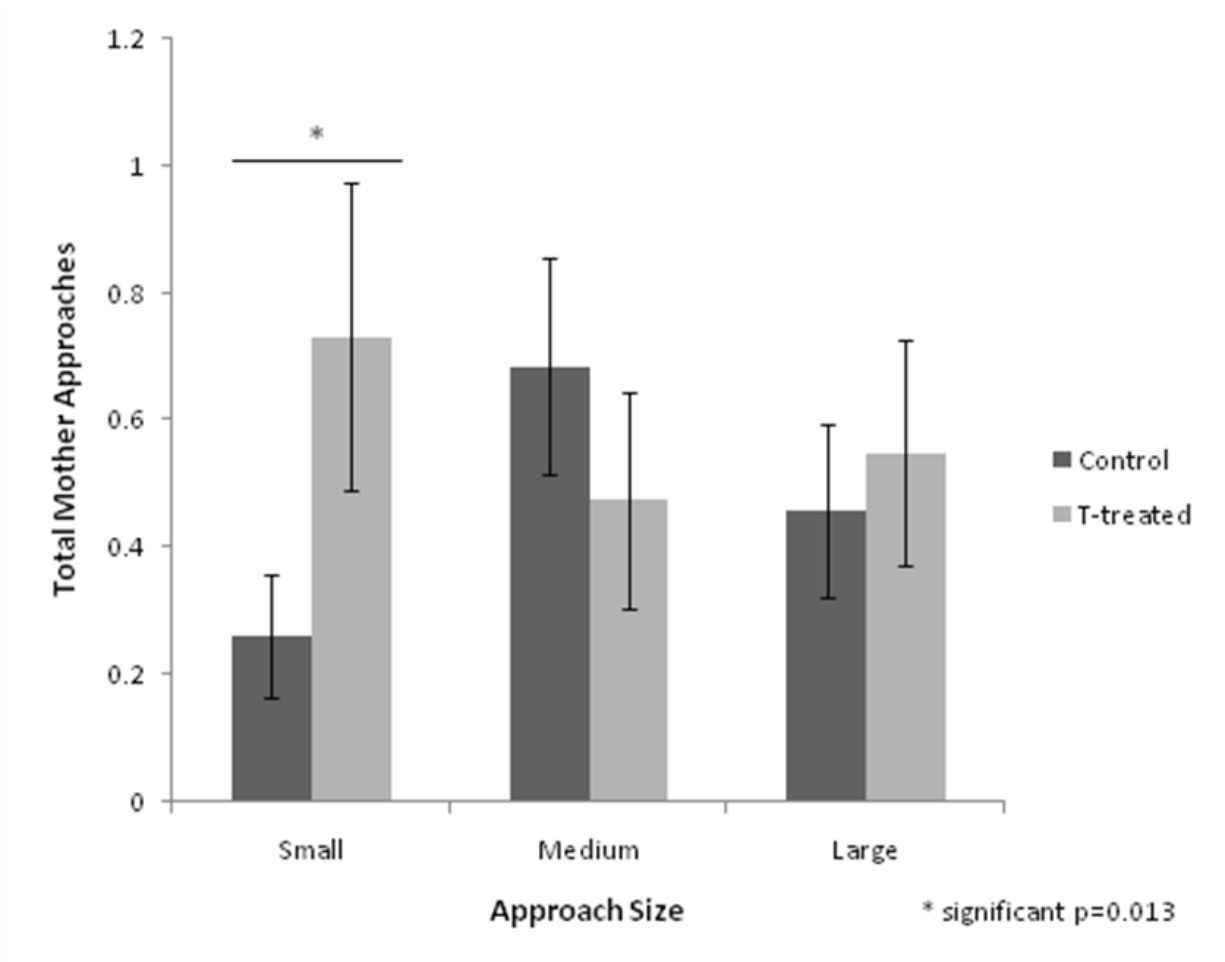 1.2
*
1
0.8
0.6
0.4
0.2
0
Total Mother Approaches
Small Medium Large
Approach Size
Control
T-treated
* significant p=0.013